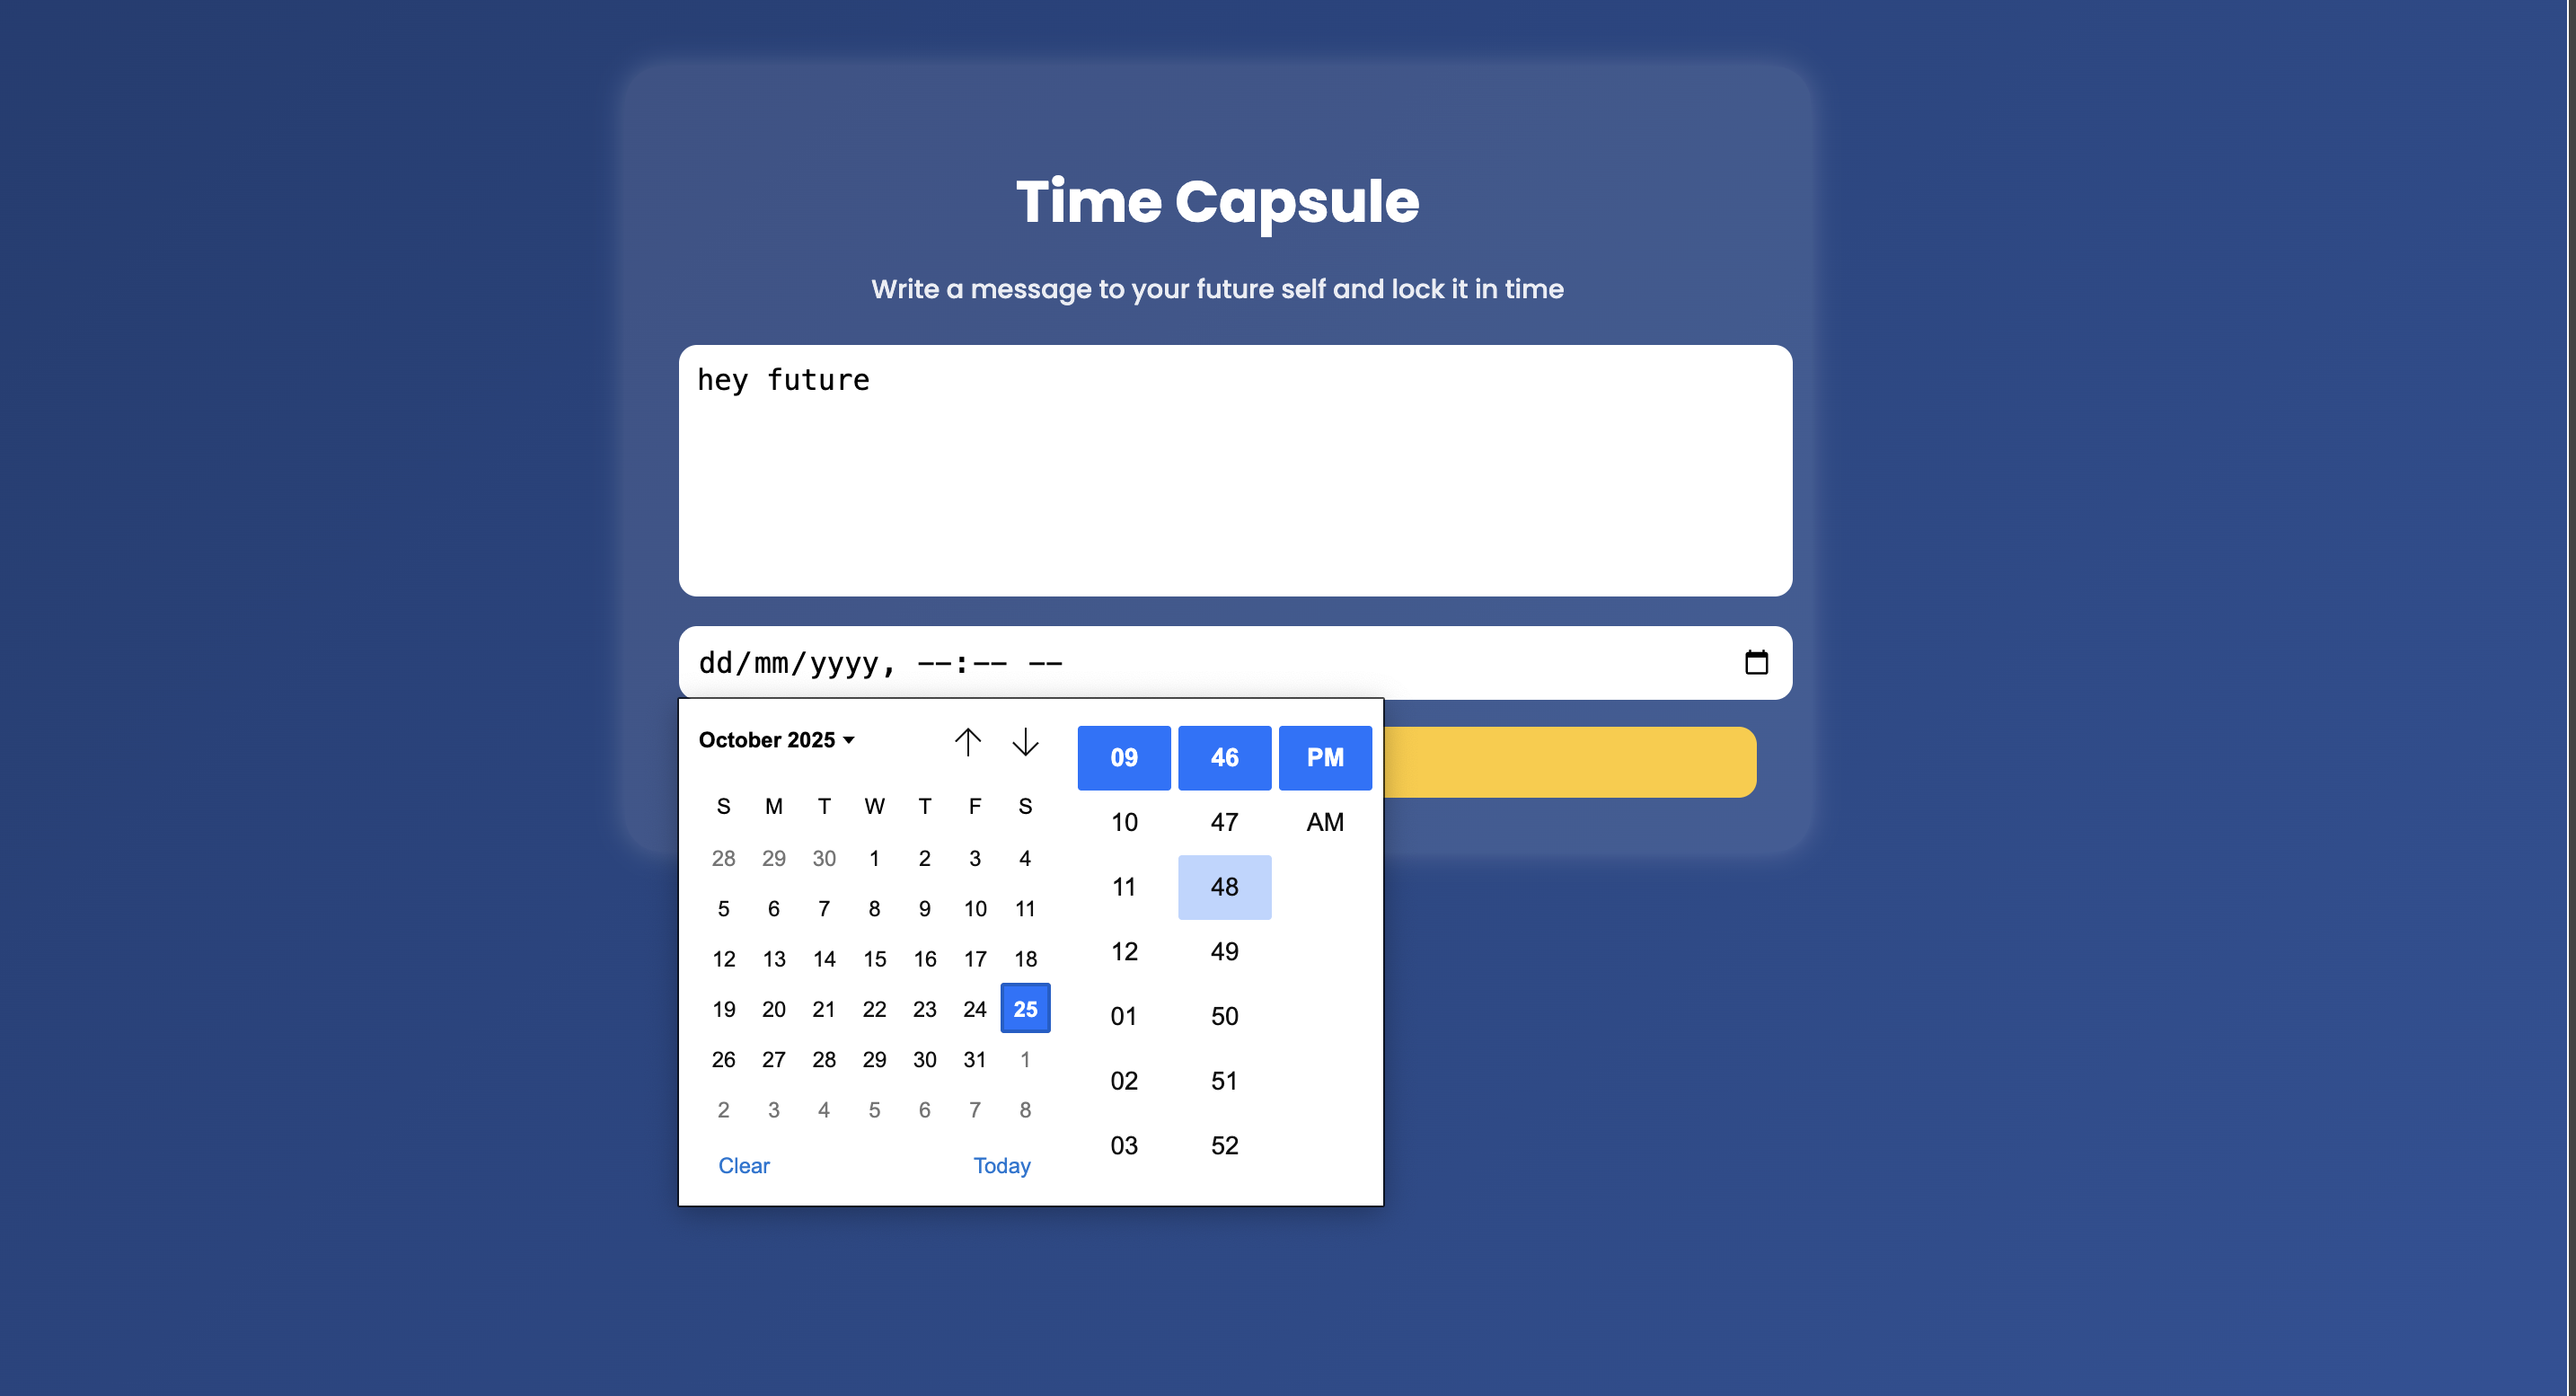 Time Capsule
Write a message to your future self and lock it in time
hey future
dd/mm/yyyy, --:-- --
October 2025
S M T W T F S
28 29 30 1 2 3 4
5 6 7 8 9 10 11
12 13 14 15 16 17 18
19 20 21 22 23 24 25
26 27 28 29 30 31 1
2 3 4 5 6 7 8
Clear Today
09 46 PM
10 47 AM
11 48
12 49
01 50
02 51
03 52